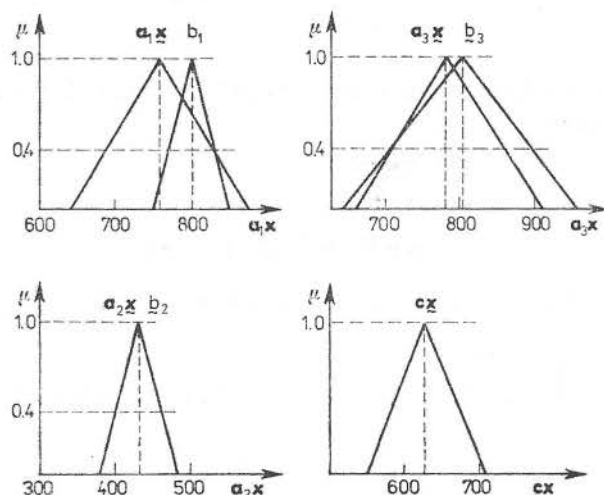 μ a₁x b₁
1.0
0.4
600 700 800 a₁x
μ a₃x b₃
1.0
0.4
700 800 900 a₃x
μ a₂x b₂
1.0
0.4
300 400 500 a₂x
μ cx
1.0
600 700 cx